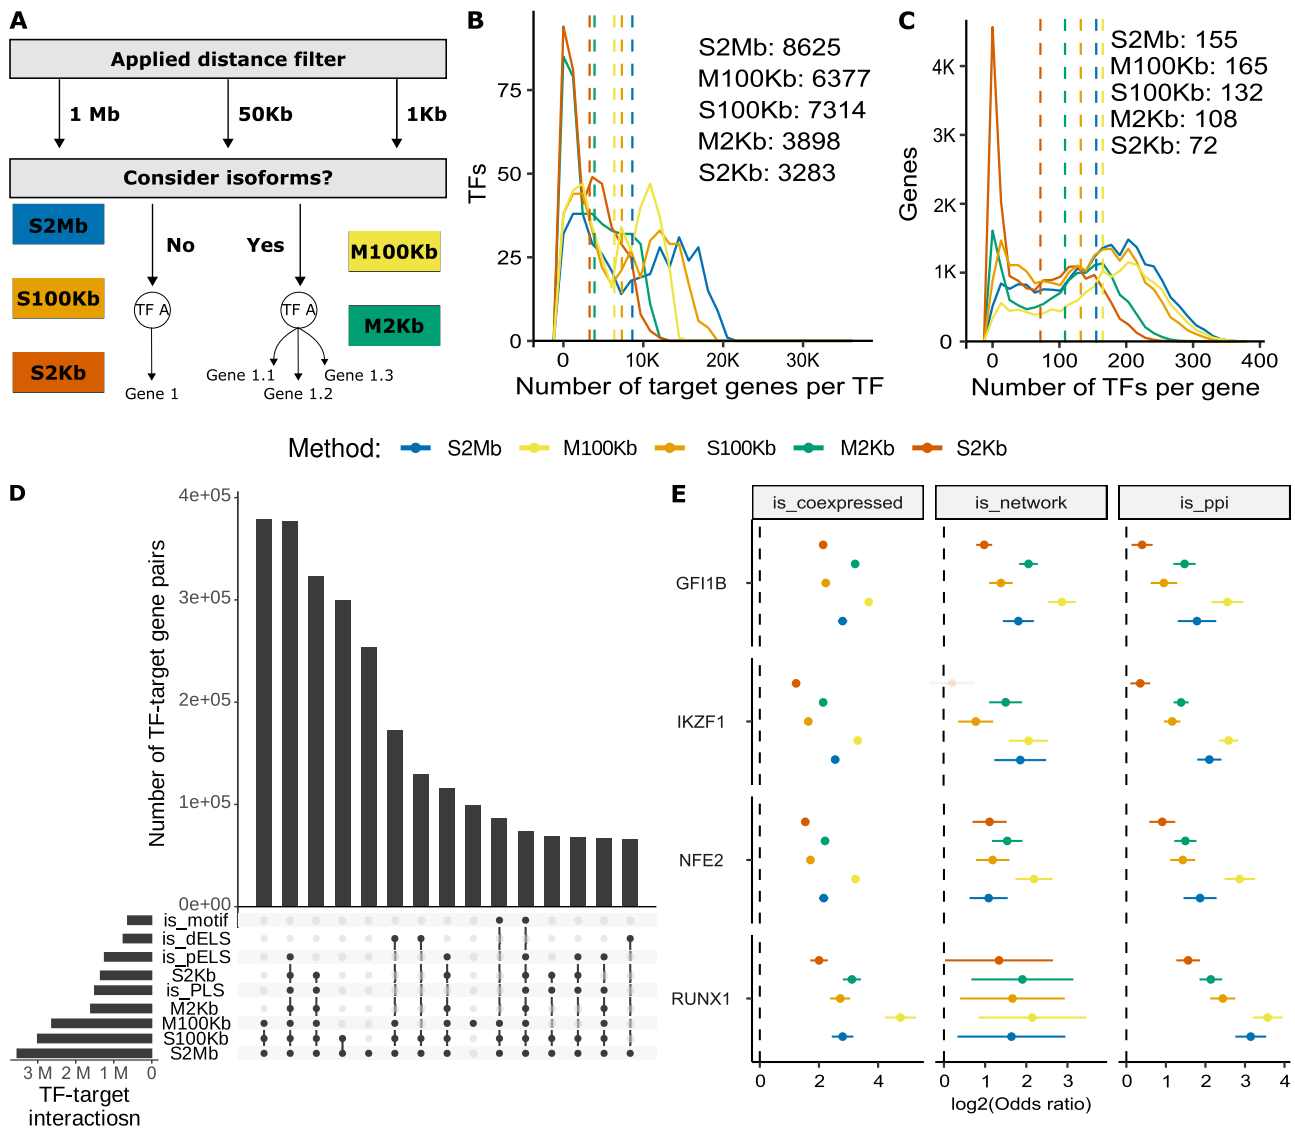 A
Applied distance filter
1 Mb
50Kb
1Kb
Consider isoforms?
S2Mb
No
Yes
M100Kb
S100Kb
TF A
TF A
M2Kb
S2Kb
Gene 1.1
Gene 1.3
Gene 1
Gene 1.2
B
S2Mb: 8625
M100Kb: 6377
S100Kb: 7314
M2Kb: 3898
S2Kb: 3283
TFs
75
50
25
0
0
10K
20K
30K
Number of target genes per TF
C
S2Mb: 155
M100Kb: 165
S100Kb: 132
M2Kb: 108
S2Kb: 72
Genes
4K
3K
2K
1K
0
0
100
200
300
400
Number of TFs per gene
Method:
S2Mb
M100Kb
S100Kb
M2Kb
S2Kb
D
Number of TF-target gene pairs
4e+05
3e+05
2e+05
1e+05
0e+00
is_motif
is_dELS
is_pELS
S2Kb
is_PLS
M2Kb
M100Kb
S100Kb
S2Mb
3 M
2 M
1 M
0
TF-target
interactiosn
E
is_coexpressed
is_network
is_ppi
GFI1B
IKZF1
NFE2
RUNX1
0
2
4
0
1
2
3
0
1
2
3
4
log2(Odds ratio)